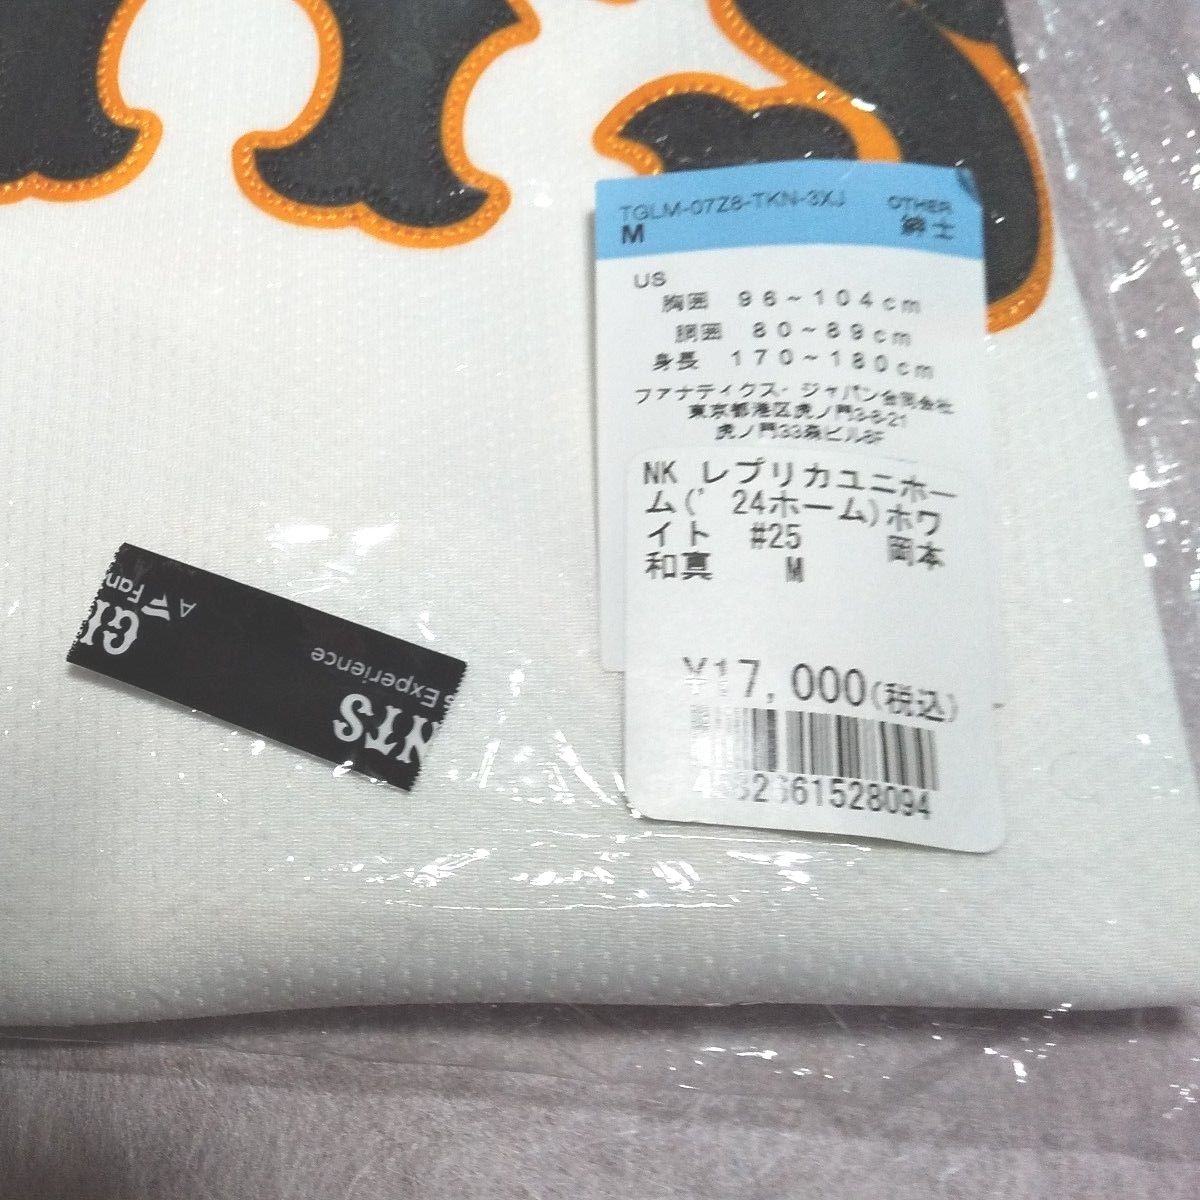 TGLM-07Z8-TKN-3XJ OTHER
M 紳士
US
胸囲 96~104cm
胴囲 80~89cm
身長 170~180cm
ファナティクス・ジャパン合同会社
東京都港区虎ノ門3-8-21
虎ノ門33森ビル8F
NK レプリカユニホー
ム('24ホーム)ホワ
イト #25 岡本
和真 M
¥17,000(税込)
4582661528094
GI
A Fan
s Experience
NTS